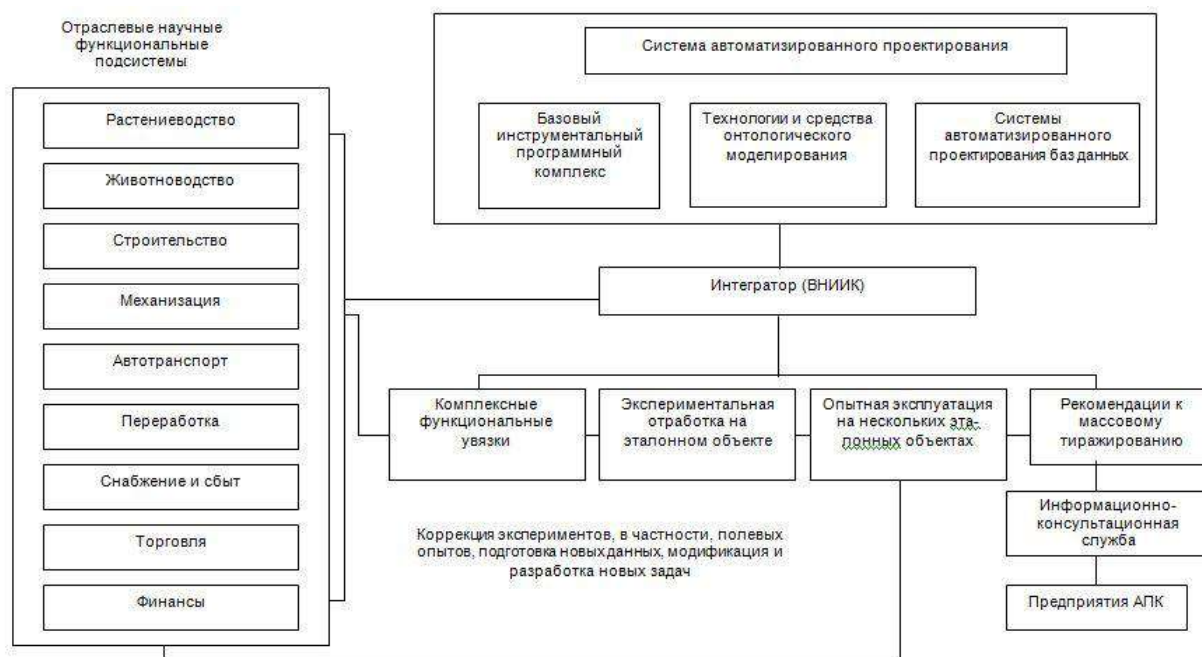 Отраслевые научные
функциональные
подсистемы
Растениеводство
Животноводство
Строительство
Механизация
Автотранспорт
Переработка
Снабжение и сбыт
Торговля
Финансы
Система автоматизированного проектирования
Базовый
инструментальный
программный
комплекс
Технологии и средства
онтологического
моделирования
Системы
автоматизированного
проектирования баз данных
Интегратор (ВНИИК)
Комплексные
функциональные
увязки
Экспериментальная
отработка на
эталонном объекте
Опытная эксплуатация
на нескольких эта-
лонных объектах
Рекомендации к
массовому
тиражированию
Информационно-
консультационная
служба
Предприятия АПК
Коррекция экспериментов, в частности, полевых
опытов, подготовка новых данных, модификация и
разработка новых задач